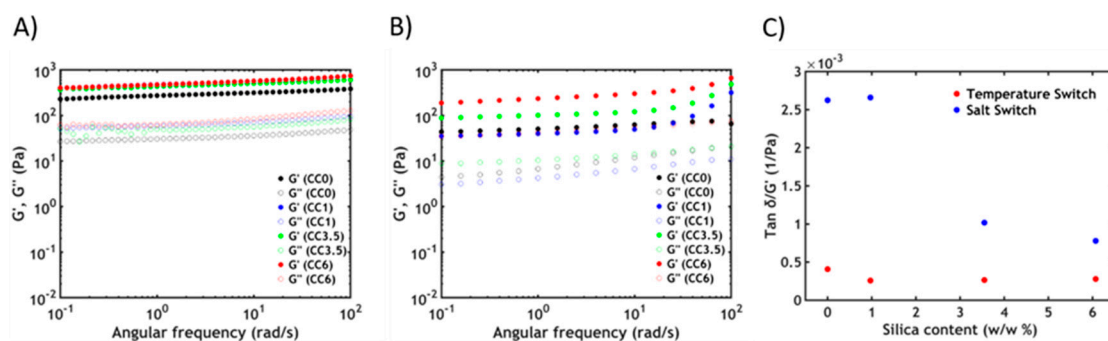 A)
G', G" (Pa)
10³
10²
10¹
10⁰
10⁻¹
10⁻²
10⁻¹ 10⁰ 10¹ 10²
Angular frequency (rad/s)
G' (CC0)
G" (CC0)
G' (CC1)
G" (CC1)
G' (CC3.5)
G" (CC3.5)
G' (CC6)
G" (CC6)
B)
G', G" (Pa)
10³
10²
10¹
10⁰
10⁻¹
10⁻²
10⁻¹ 10⁰ 10¹ 10²
Angular frequency (rad/s)
G' (CC0)
G" (CC0)
G' (CC1)
G" (CC1)
G' (CC3.5)
G" (CC3.5)
G' (CC6)
G" (CC6)
C)
Tan δ/G' (1/Pa)
× 10⁻³
3
2.5
2
1.5
1
0.5
0
0 1 2 3 4 5 6
Silica content (w/w %)
Temperature Switch
Salt Switch